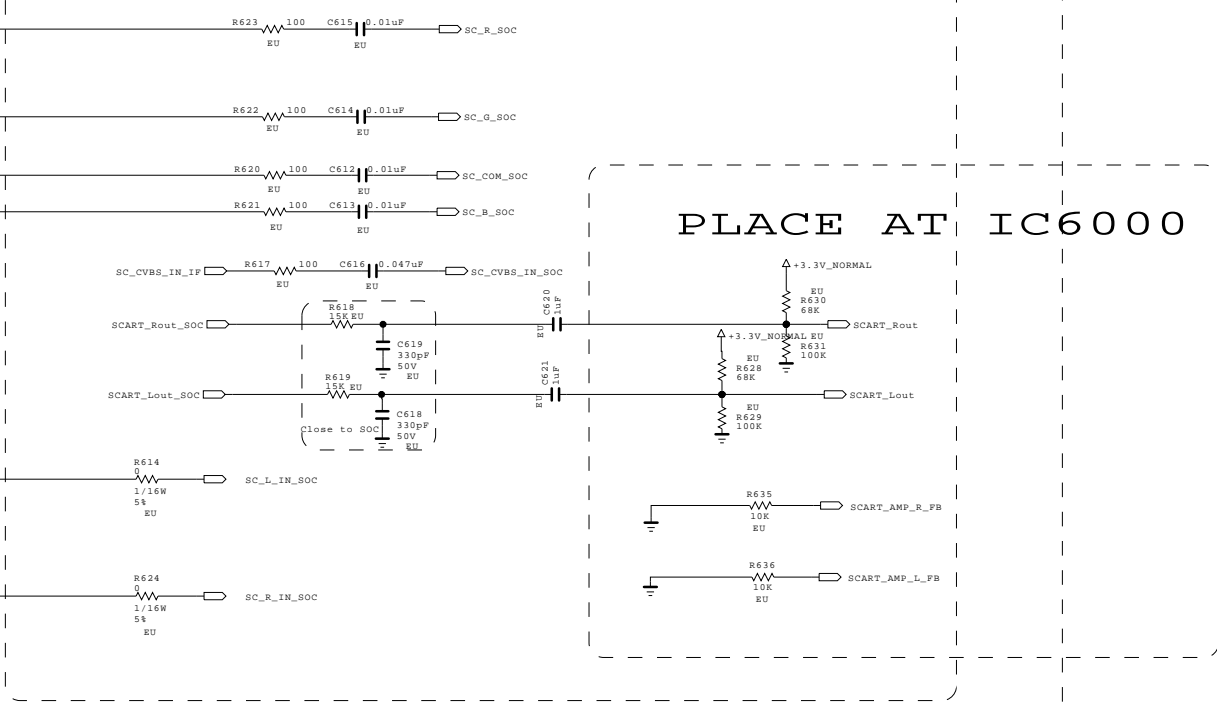 R623 100 C615 0.01uF SC_R_SOC
EU EU
R622 100 C614 0.01uF SC_G_SOC
EU EU
R620 100 C612 0.01uF SC_COM_SOC
EU EU
R621 100 C613 0.01uF SC_B_SOC
EU EU
PLACE AT IC6000
SC_CVBS_IN_IF R617 100 C616 0.047uF SC_CVBS_IN_SOC
EU EU
+3.3V_NORMAL
EU
R630
68K
SCART_Rout_SOC
R618
15K EU
C620
1uF
EU
SCART_Rout
C619
330pF
50V
EU
+3.3V_NORMAL
EU
R631
100K
EU
R628
68K
SCART_Lout_SOC
R619
15K EU
C621
1uF
EU
SCART_Lout
C618
330pF
50V
EU
Close to SOC
EU
R629
100K
R614
0
1/16W
5%
EU
SC_L_IN_SOC
R635
10K
EU
SCART_AMP_R_FB
R636
10K
EU
SCART_AMP_L_FB
R624
0
1/16W
5%
EU
SC_R_IN_SOC